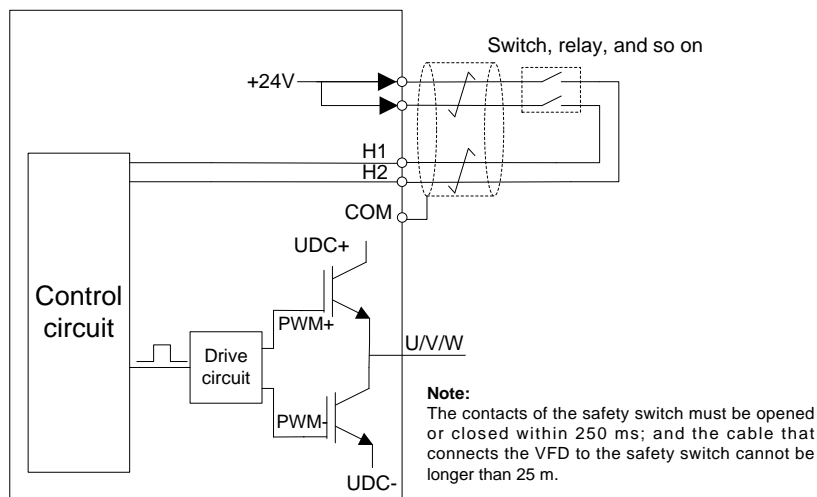 Switch, relay, and so on
+24V
H1
H2
COM
UDC+
Control
circuit
PWM+
U/V/W
Drive
circuit
PWM-
UDC-
Note:
The contacts of the safety switch must be opened
or closed within 250 ms; and the cable that
connects the VFD to the safety switch cannot be
longer than 25 m.